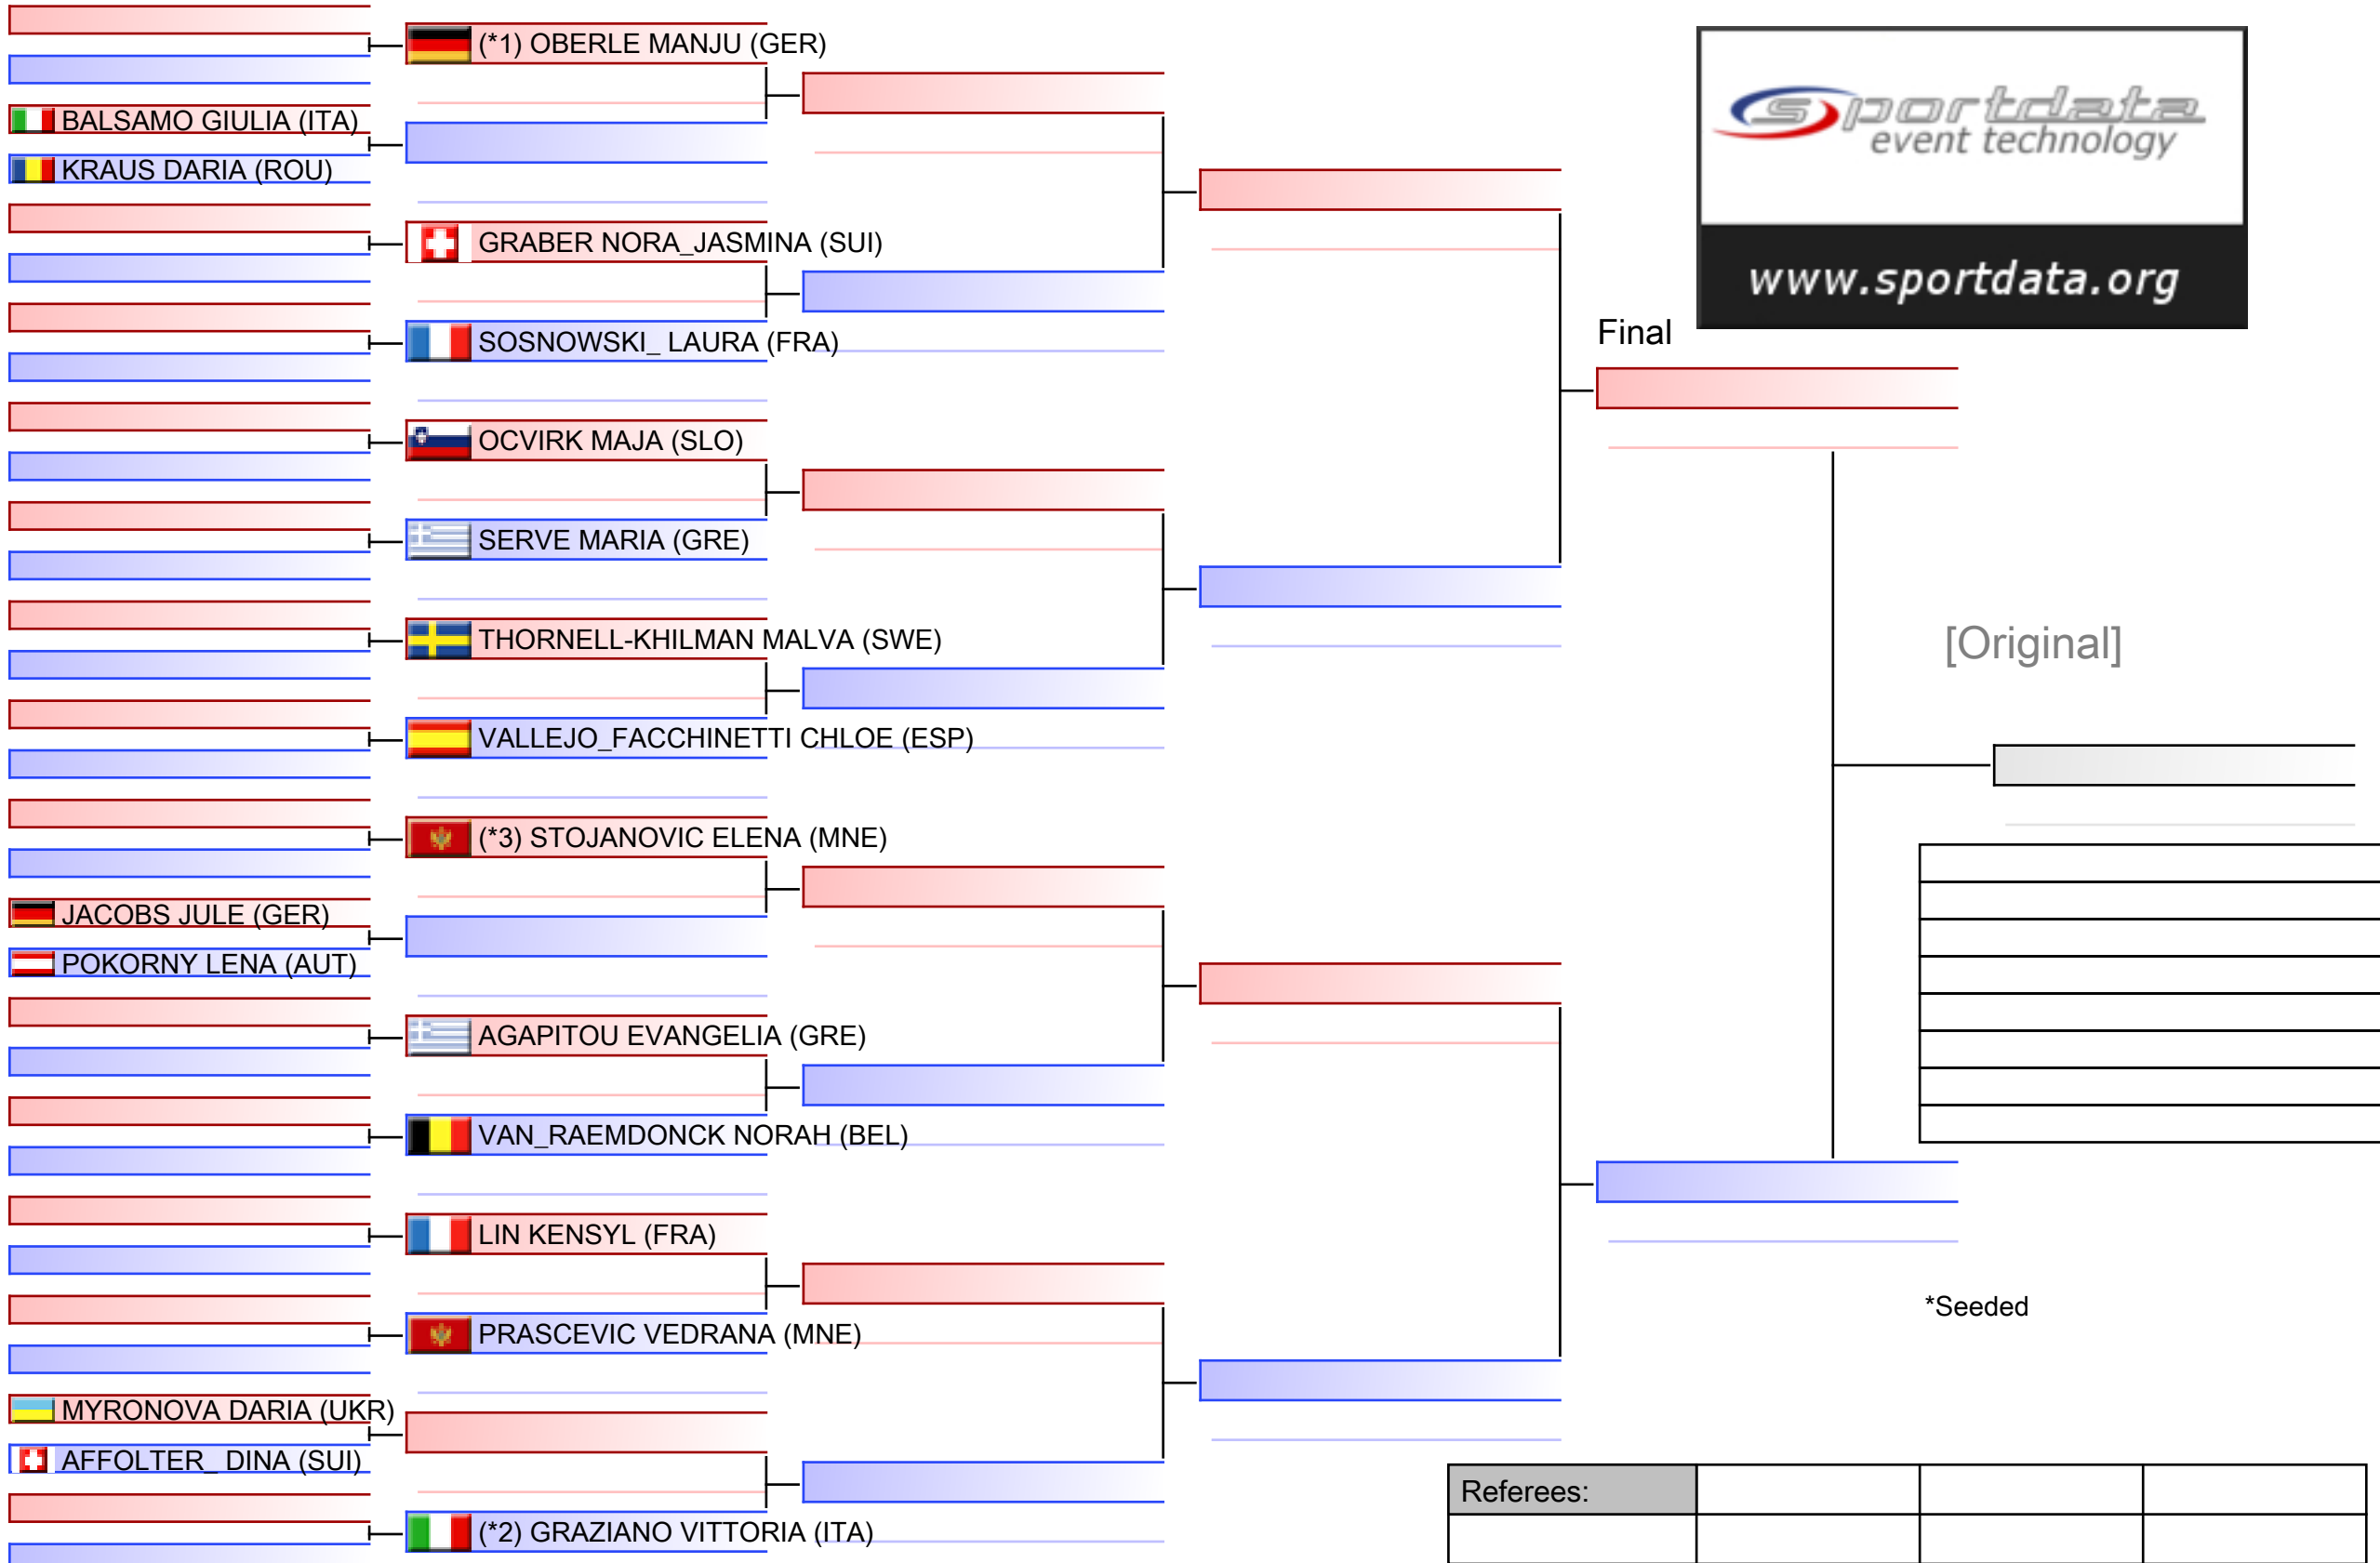 (*1) OBERLE MANJU (GER)
BALSAMO GIULIA (ITA)
KRAUS DARIA (ROU)
GRABER NORA_JASMINA (SUI)
SOSNOWSKI_ LAURA (FRA)
OCVIRK MAJA (SLO)
SERVE MARIA (GRE)
THORNELL-KHILMAN MALVA (SWE)
VALLEJO_FACCHINETTI CHLOE (ESP)
(*3) STOJANOVIC ELENA (MNE)
JACOBS JULE (GER)
POKORNY LENA (AUT)
AGAPITOU EVANGELIA (GRE)
VAN_RAEMDONCK NORAH (BEL)
LIN KENSYL (FRA)
PRASCEVIC VEDRANA (MNE)
MYRONOVA DARIA (UKR)
AFFOLTER_ DINA (SUI)
(*2) GRAZIANO VITTORIA (ITA)
sportdata
event technology
www.sportdata.org
Final
[Original]
*Seeded
Referees: